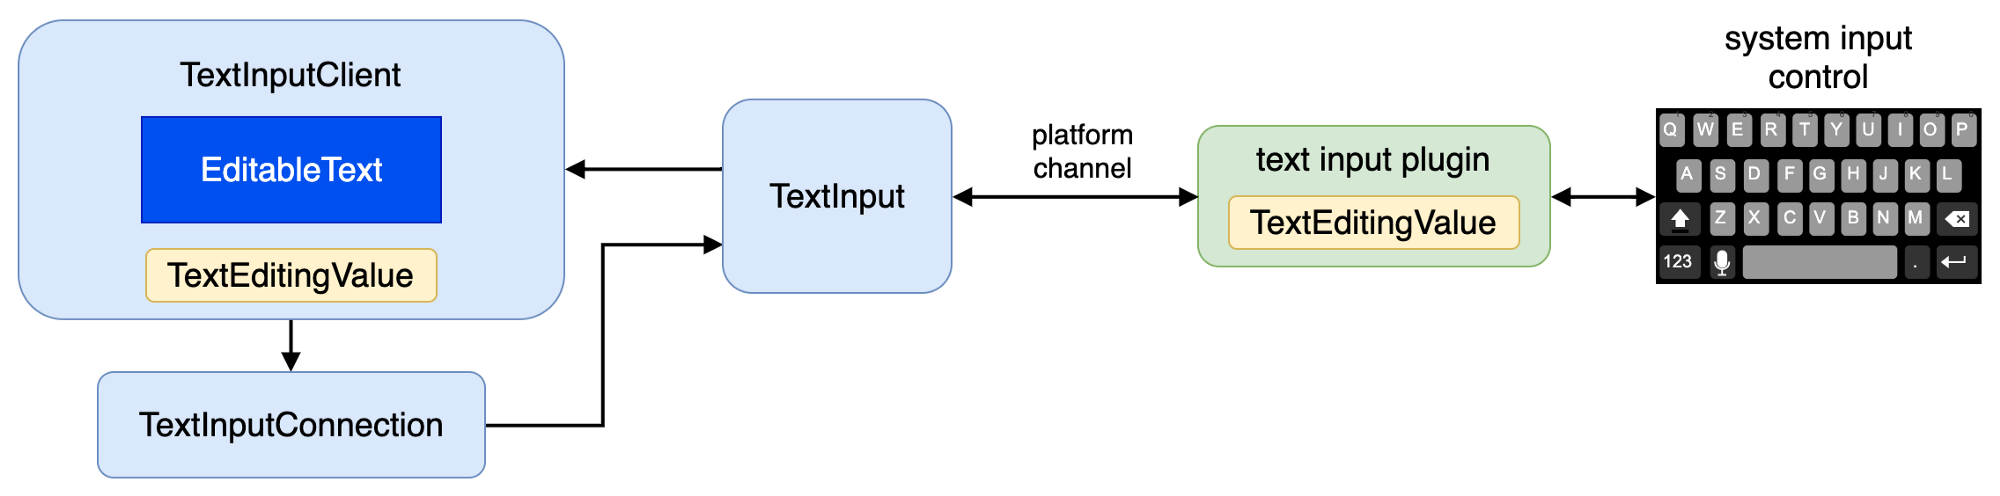 TextInputClient
EditableText
TextEditingValue
TextInputConnection
TextInput
platform
channel
text input plugin
TextEditingValue
system input
control
Q W E R T Y U I O P
A S D F G H J K L
Z X C V B N M
123 .